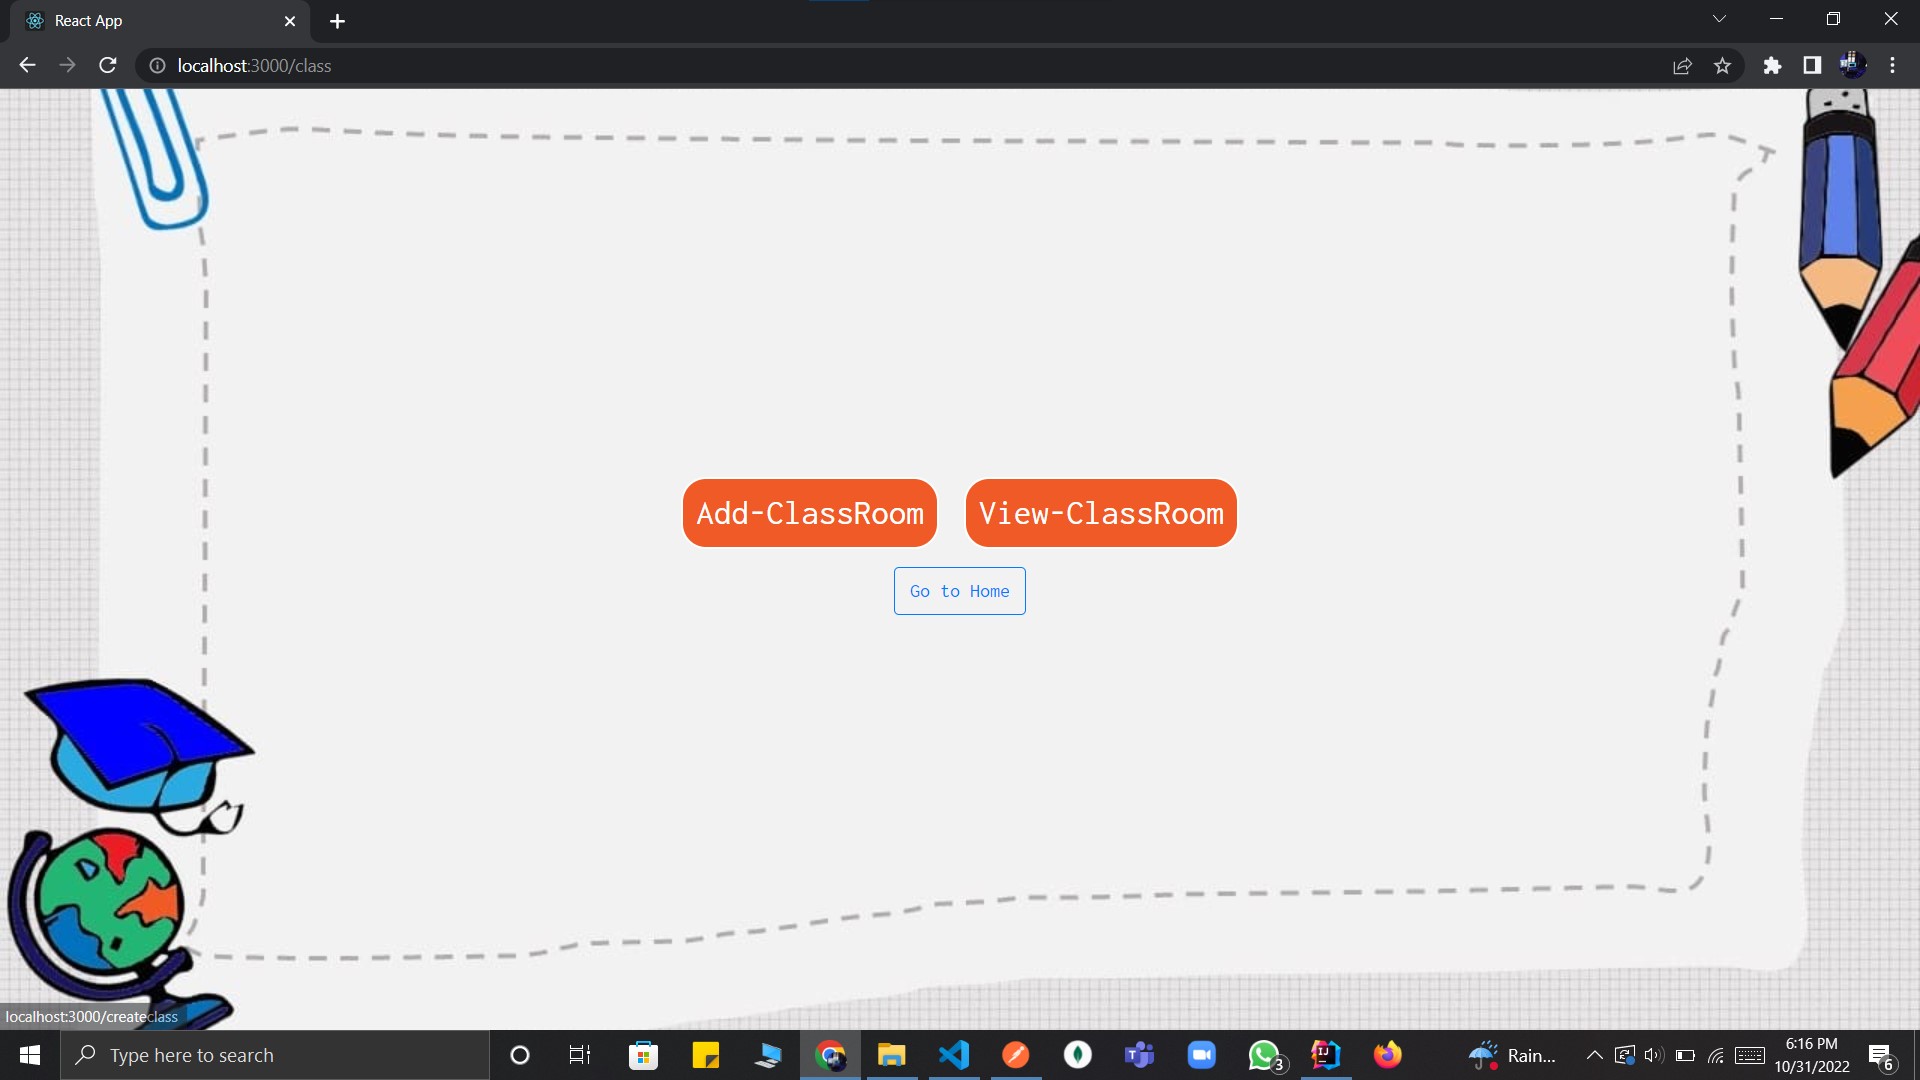 React App
localhost:3000/class
Add-ClassRoom
View-ClassRoom
Go to Home
localhost:3000/createclass
Type here to search
3
Rain...
6:16 PM
10/31/2022
6